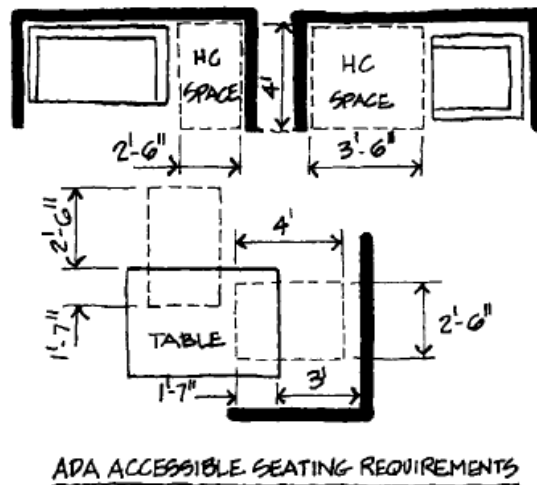 HC
SPACE
4'
HC
SPACE
2'-6"
3'-6"
2'-6"
4'
1'-7"
TABLE
2'-6"
1'-7"
3'
ADA ACCESSIBLE SEATING REQUIREMENTS